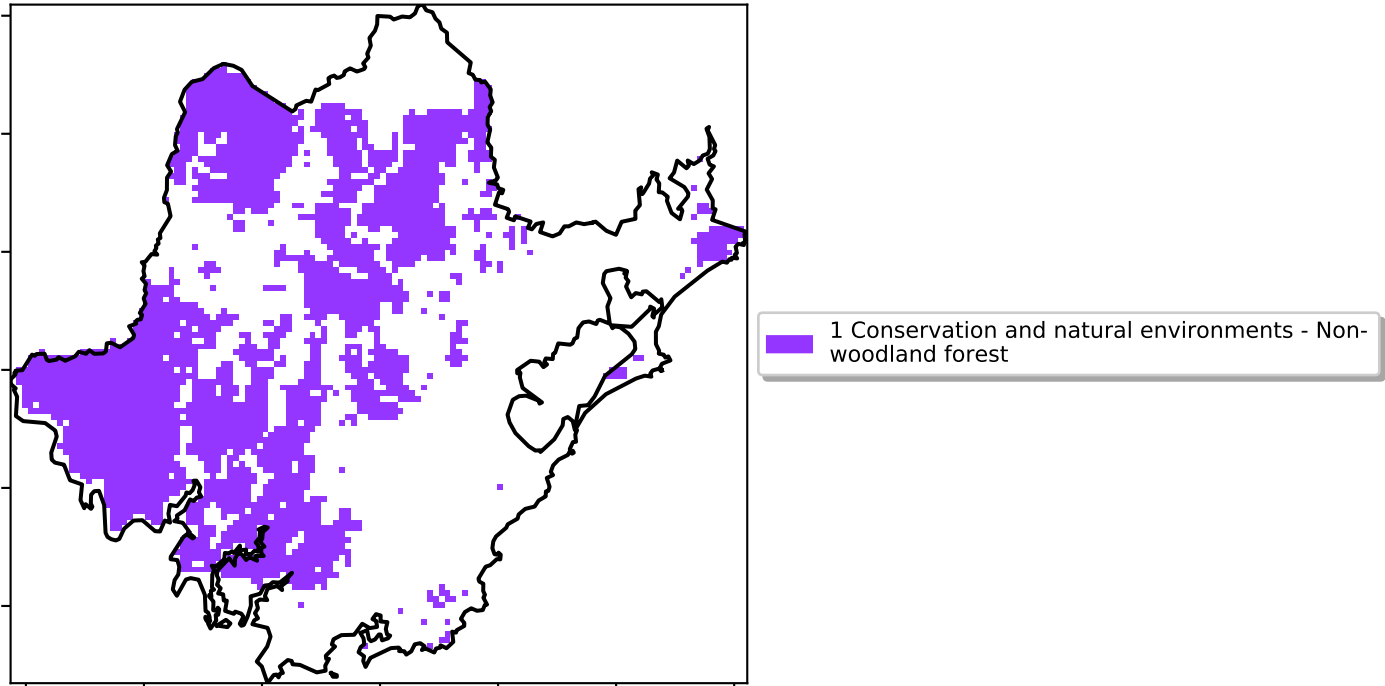 1 Conservation and natural environments - Non-
woodland forest